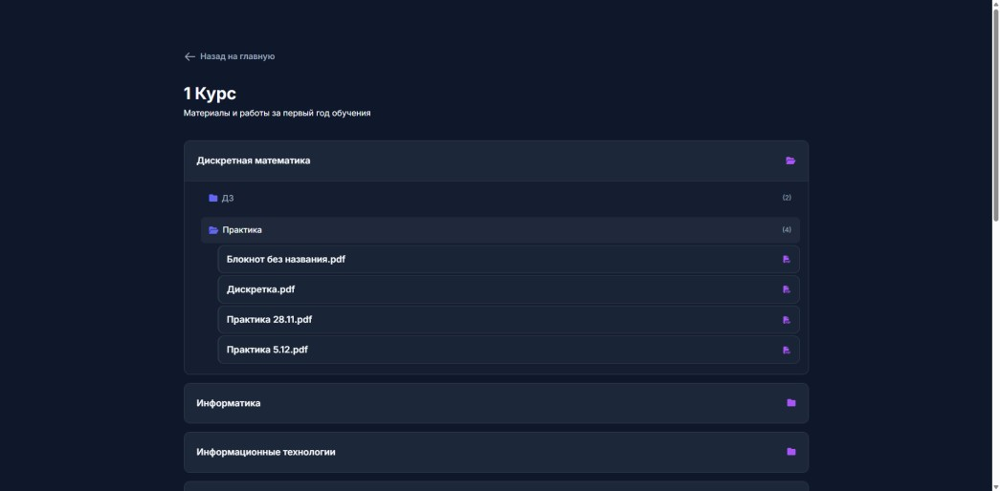 Назад на главную
1 Курс
Материалы и работы за первый год обучения
Дискретная математика
ДЗ (2)
Практика (4)
Блокнот без названия.pdf
Дискретка.pdf
Практика 28.11.pdf
Практика 5.12.pdf
Информатика
Информационные технологии